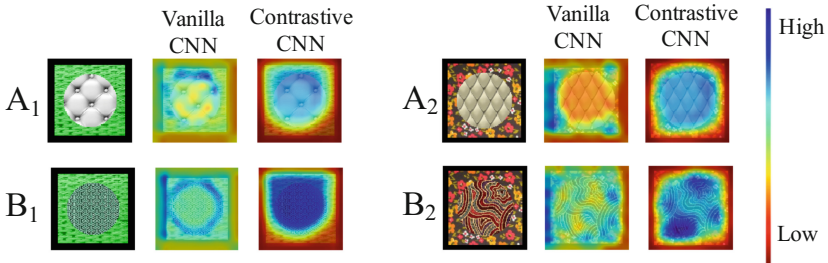 Vanilla CNN
Contrastive CNN
Vanilla CNN
Contrastive CNN
High
A1
A2
B1
B2
Low